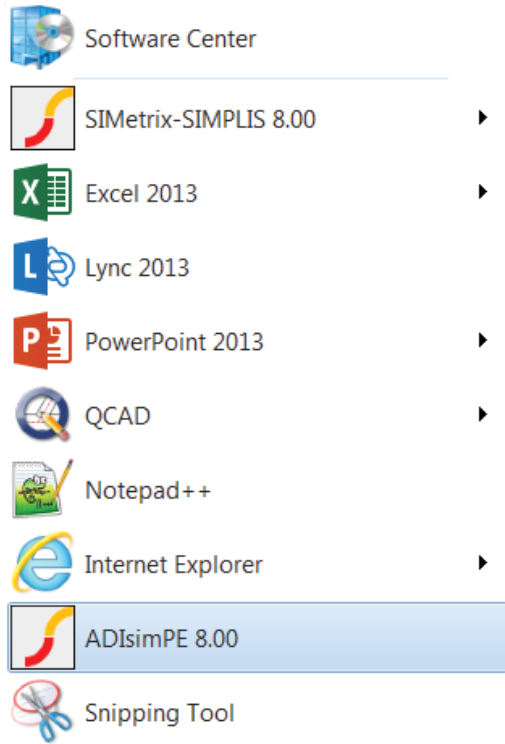 Software Center
SIMetrix-SIMPLIS 8.00
Excel 2013
Lync 2013
PowerPoint 2013
QCAD
Notepad++
Internet Explorer
ADIsimPE 8.00
Snipping Tool